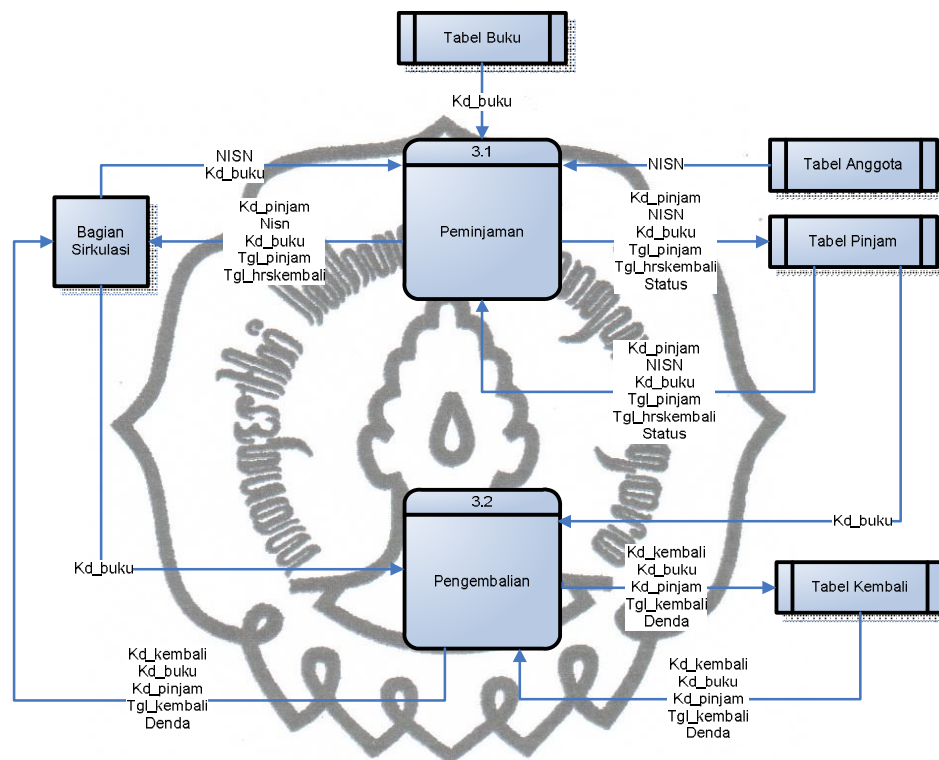 Tabel Buku
Kd_buku
3.1
Peminjaman
NISN
Kd_buku
NISN
Tabel Anggota
Bagian
Sirkulasi
Kd_pinjam
Nisn
Kd_buku
Tgl_pinjam
Tgl_hrskembali
Kd_pinjam
NISN
Kd_buku
Tgl_pinjam
Tgl_hrskembali
Status
Tabel Pinjam
Kd_pinjam
NISN
Kd_buku
Tgl_pinjam
Tgl_hrskembali
Status
3.2
Pengembalian
Kd_buku
Kd_buku
Kd_kembali
Kd_buku
Kd_pinjam
Tgl_kembali
Denda
Tabel Kembali
Kd_kembali
Kd_buku
Kd_pinjam
Tgl_kembali
Denda
Kd_kembali
Kd_buku
Kd_pinjam
Tgl_kembali
Denda